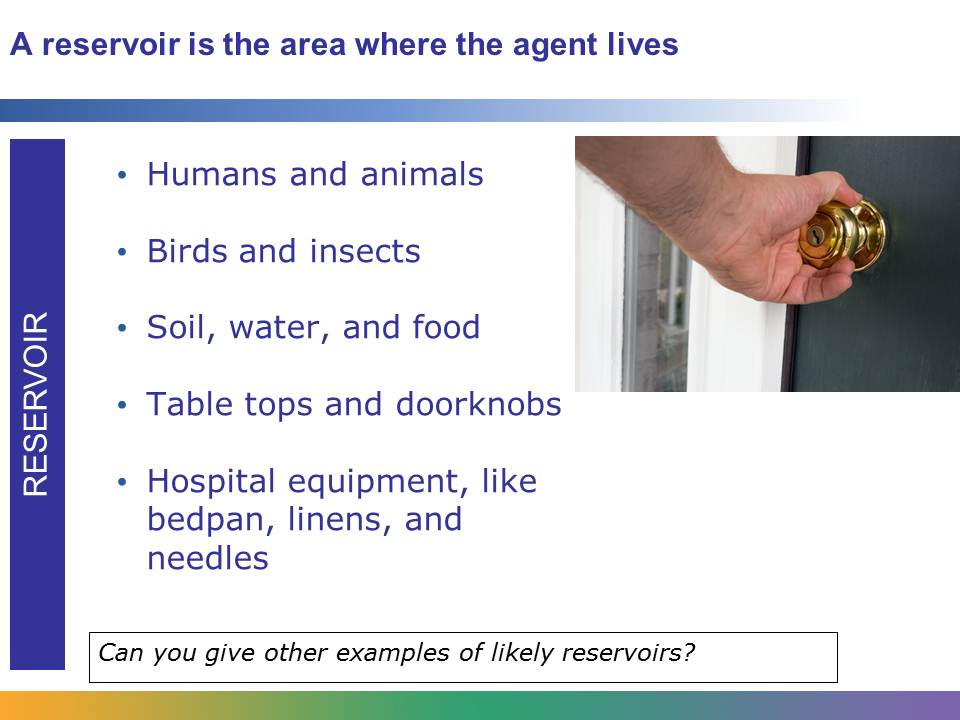 A reservoir is the area where the agent lives
RESERVOIR
• Humans and animals
• Birds and insects
• Soil, water, and food
• Table tops and doorknobs
• Hospital equipment, like
bedpan, linens, and
needles
Can you give other examples of likely reservoirs?